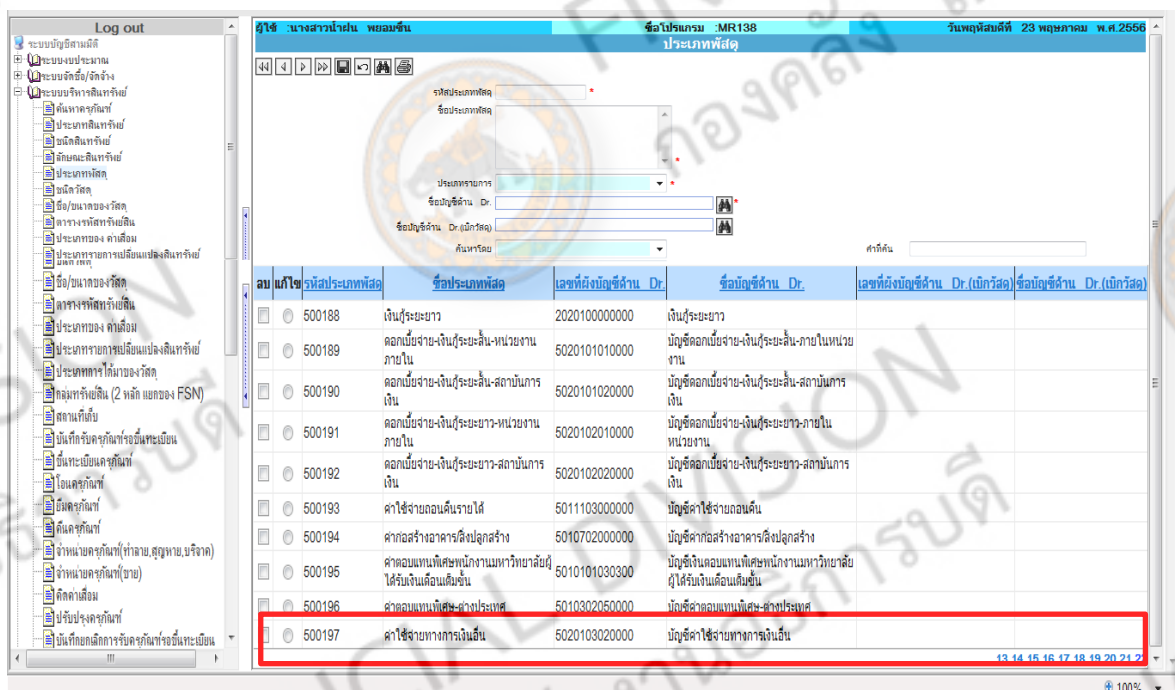 Log out
ระบบบัญชีสามมิติ
ระบบงบประมาณ
ระบบจัดซื้อ/จัดจ้าง
ระบบบริหารสินทรัพย์
ค้นหาครุภัณฑ์
ประเภทสินทรัพย์
ชนิดสินทรัพย์
ลักษณะสินทรัพย์
ประเภทพัสดุ
ชนิดวัสดุ
ชื่อ/ขนาดของวัสดุ
ตารางรหัสทรัพย์สิน
ประเภทของ ค่าเสื่อม
ประเภทรายการเปลี่ยนแปลงสินทรัพย์
ชื่อ/ขนาดของวัสดุ
ตารางรหัสทรัพย์สิน
ประเภทของ ค่าเสื่อม
ประเภทรายการเปลี่ยนแปลงสินทรัพย์
ประเภทการได้มาของวัสดุ
กลุ่มทรัพย์สิน (2 หลัก แยกของ FSN)
สถานที่เก็บ
บันทึกรับครุภัณฑ์รอขึ้นทะเบียน
ขึ้นทะเบียนครุภัณฑ์
โอนครุภัณฑ์
ยืมครุภัณฑ์
คืนครุภัณฑ์
จำหน่ายครุภัณฑ์(ทำลาย,สูญหาย,บริจาค)
จำหน่ายครุภัณฑ์(ขาย)
คิดค่าเสื่อม
ปรับปรุงครุภัณฑ์
บันทึกยกเลิกการรับครุภัณฑ์รอขึ้นทะเบียน
ผู้ใช้ :นางสาวน้ำฝน พยอมชื่น ชื่อโปรแกรม :MR138 วันพฤหัสบดีที่ 23 พฤษภาคม พ.ศ.2556
ประเภทพัสดุ
รหัสประเภทพัสดุ *
ชื่อประเภทพัสดุ *
ประเภทรายการ *
ชื่อบัญชีด้าน Dr. *
ชื่อบัญชีด้าน Dr.(เบิกวัสดุ)
ค้นหาโดย คำที่ค้น
ลบ แก้ไข รหัสประเภทพัสดุ ชื่อประเภทพัสดุ เลขที่ผังบัญชีด้าน Dr. ชื่อบัญชีด้าน Dr. เลขที่ผังบัญชีด้าน Dr.(เบิกวัสดุ) ชื่อบัญชีด้าน Dr.(เบิกวัสดุ)
500188 เงินกู้ระยะยาว 2020100000000 เงินกู้ระยะยาว
500189 ดอกเบี้ยจ่าย-เงินกู้ระยะสั้น-หน่วยงานภายใน 5020101010000 บัญชีดอกเบี้ยจ่าย-เงินกู้ระยะสั้น-ภายในหน่วยงาน
500190 ดอกเบี้ยจ่าย-เงินกู้ระยะสั้น-สถาบันการเงิน 5020101020000 บัญชีดอกเบี้ยจ่าย-เงินกู้ระยะสั้น-สถาบันการเงิน
500191 ดอกเบี้ยจ่าย-เงินกู้ระยะยาว-หน่วยงานภายใน 5020102010000 บัญชีดอกเบี้ยจ่าย-เงินกู้ระยะยาว-ภายในหน่วยงาน
500192 ดอกเบี้ยจ่าย-เงินกู้ระยะยาว-สถาบันการเงิน 5020102020000 บัญชีดอกเบี้ยจ่าย-เงินกู้ระยะยาว-สถาบันการเงิน
500193 ค่าใช้จ่ายถอนคืนรายได้ 5011103000000 บัญชีค่าใช้จ่ายถอนคืน
500194 ค่าก่อสร้างอาคาร/สิ่งปลูกสร้าง 5010702000000 บัญชีค่าก่อสร้างอาคาร/สิ่งปลูกสร้าง
500195 ค่าตอบแทนพิเศษพนักงานมหาวิทยาลัยผู้ได้รับเงินเดือนเต็มขั้น 5010101030300 บัญชีเงินตอบแทนพิเศษพนักงานมหาวิทยาลัยผู้ได้รับเงินเดือนเต็มขั้น
500196 ค่าตอบแทนพิเศษ-ต่างประเทศ 5010302050000 บัญชีค่าตอบแทนพิเศษ-ต่างประเทศ
500197 ค่าใช้จ่ายทางการเงินอื่น 5020103020000 บัญชีค่าใช้จ่ายทางการเงินอื่น
13 14 15 16 17 18 19 20 21 22
100%